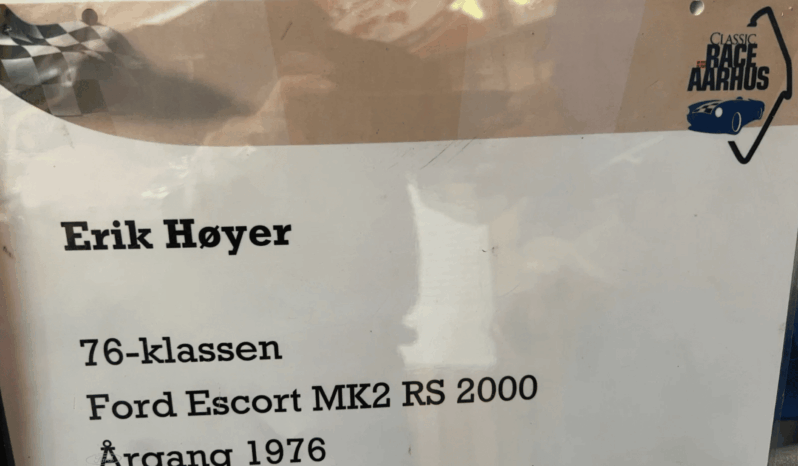 CLASSIC
RACE
AARHUS
Erik Høyer
76-klassen
Ford Escort MK2 RS 2000
Årgang 1976